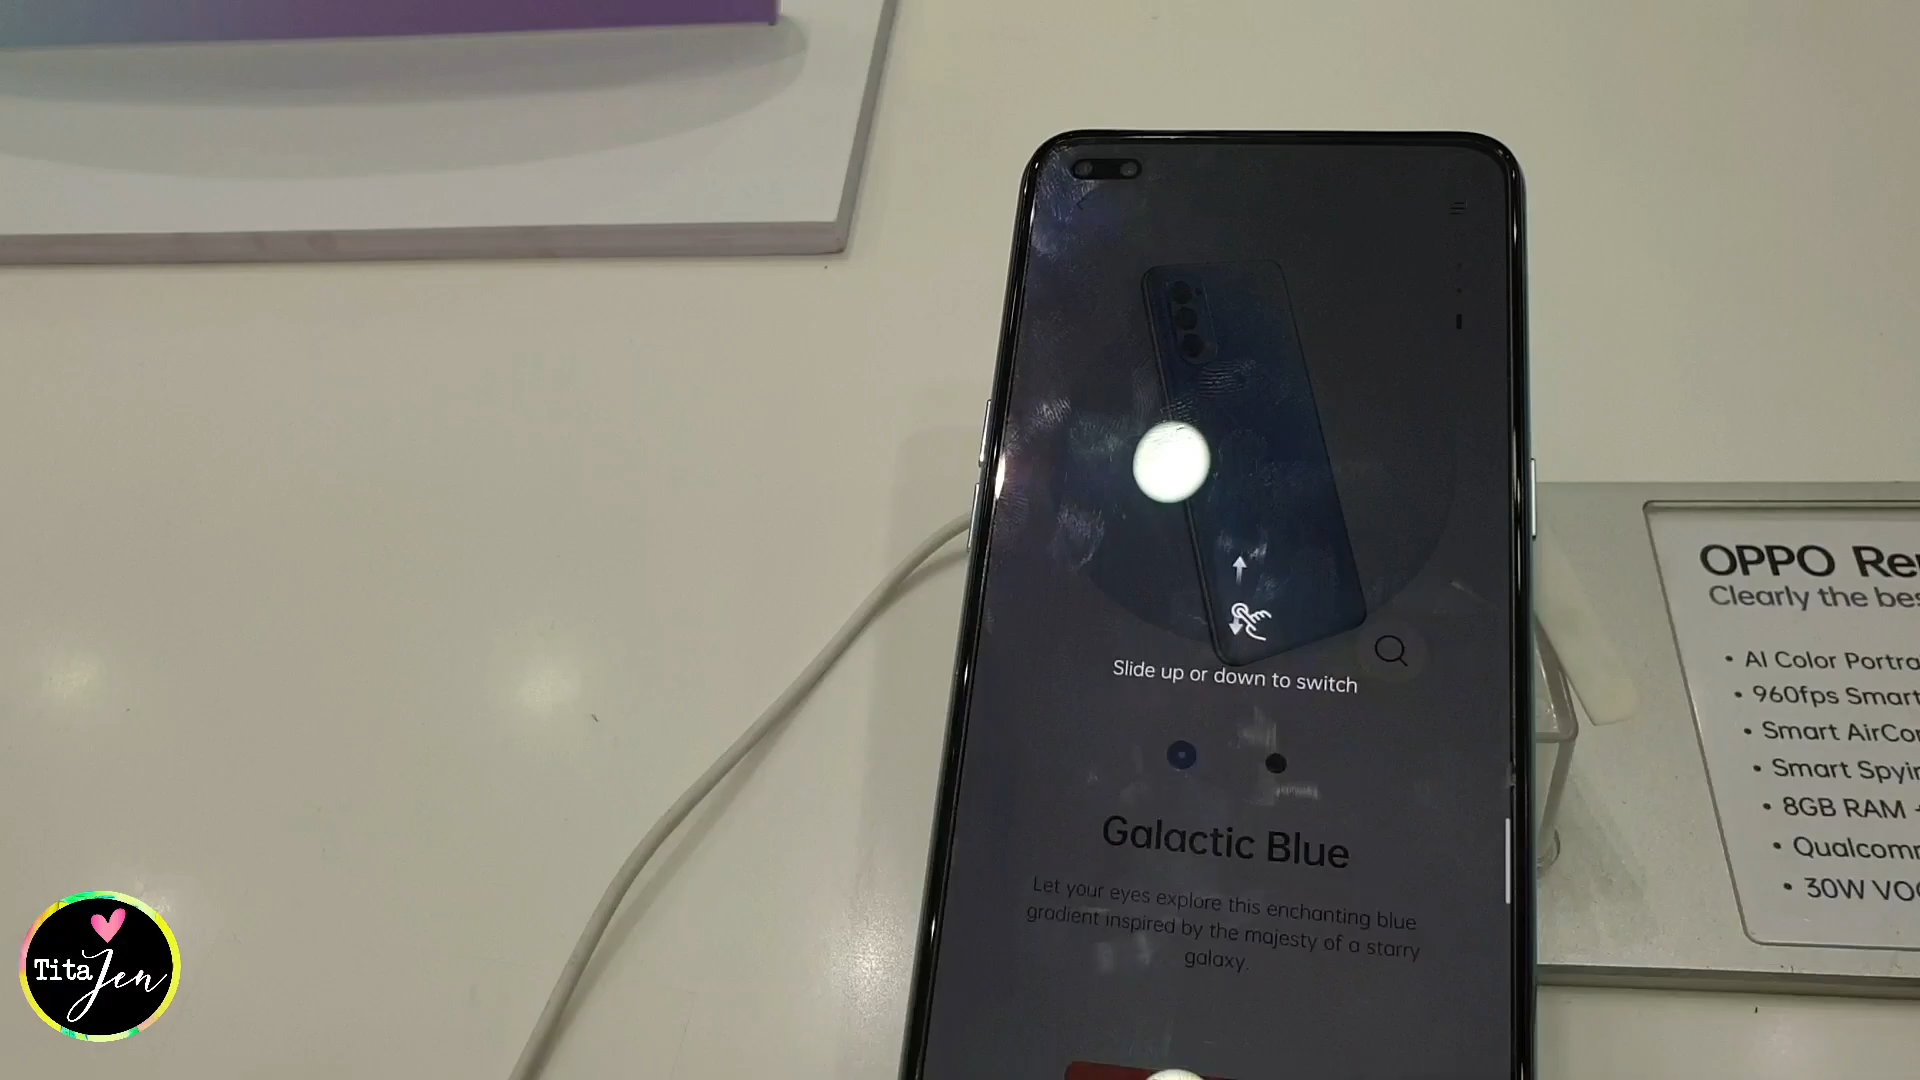 Slide up or down to switch
Galactic Blue
Let your eyes explore this enchanting blue
gradient inspired by the majesty of a starry
galaxy.
OPPO Re
Clearly the bes
• AI Color Portra
• 960fps Smart
• Smart AirCo
• Smart Spyi
• 8GB RAM +
• Qualcom
• 30W VOO
Tita Jen